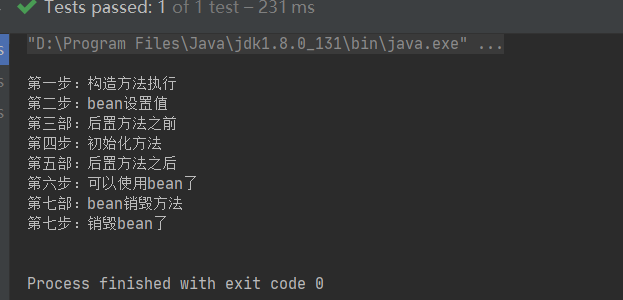 Tests passed: 1 of 1 test – 231 ms
"D:\Program Files\Java\jdk1.8.0_131\bin\java.exe" ...
第一步：构造方法执行
第二步：bean设置值
第三部：后置方法之前
第四步：初始化方法
第五部：后置方法之后
第六步：可以使用bean了
第七部：bean销毁方法
第七步：销毁bean了
Process finished with exit code 0